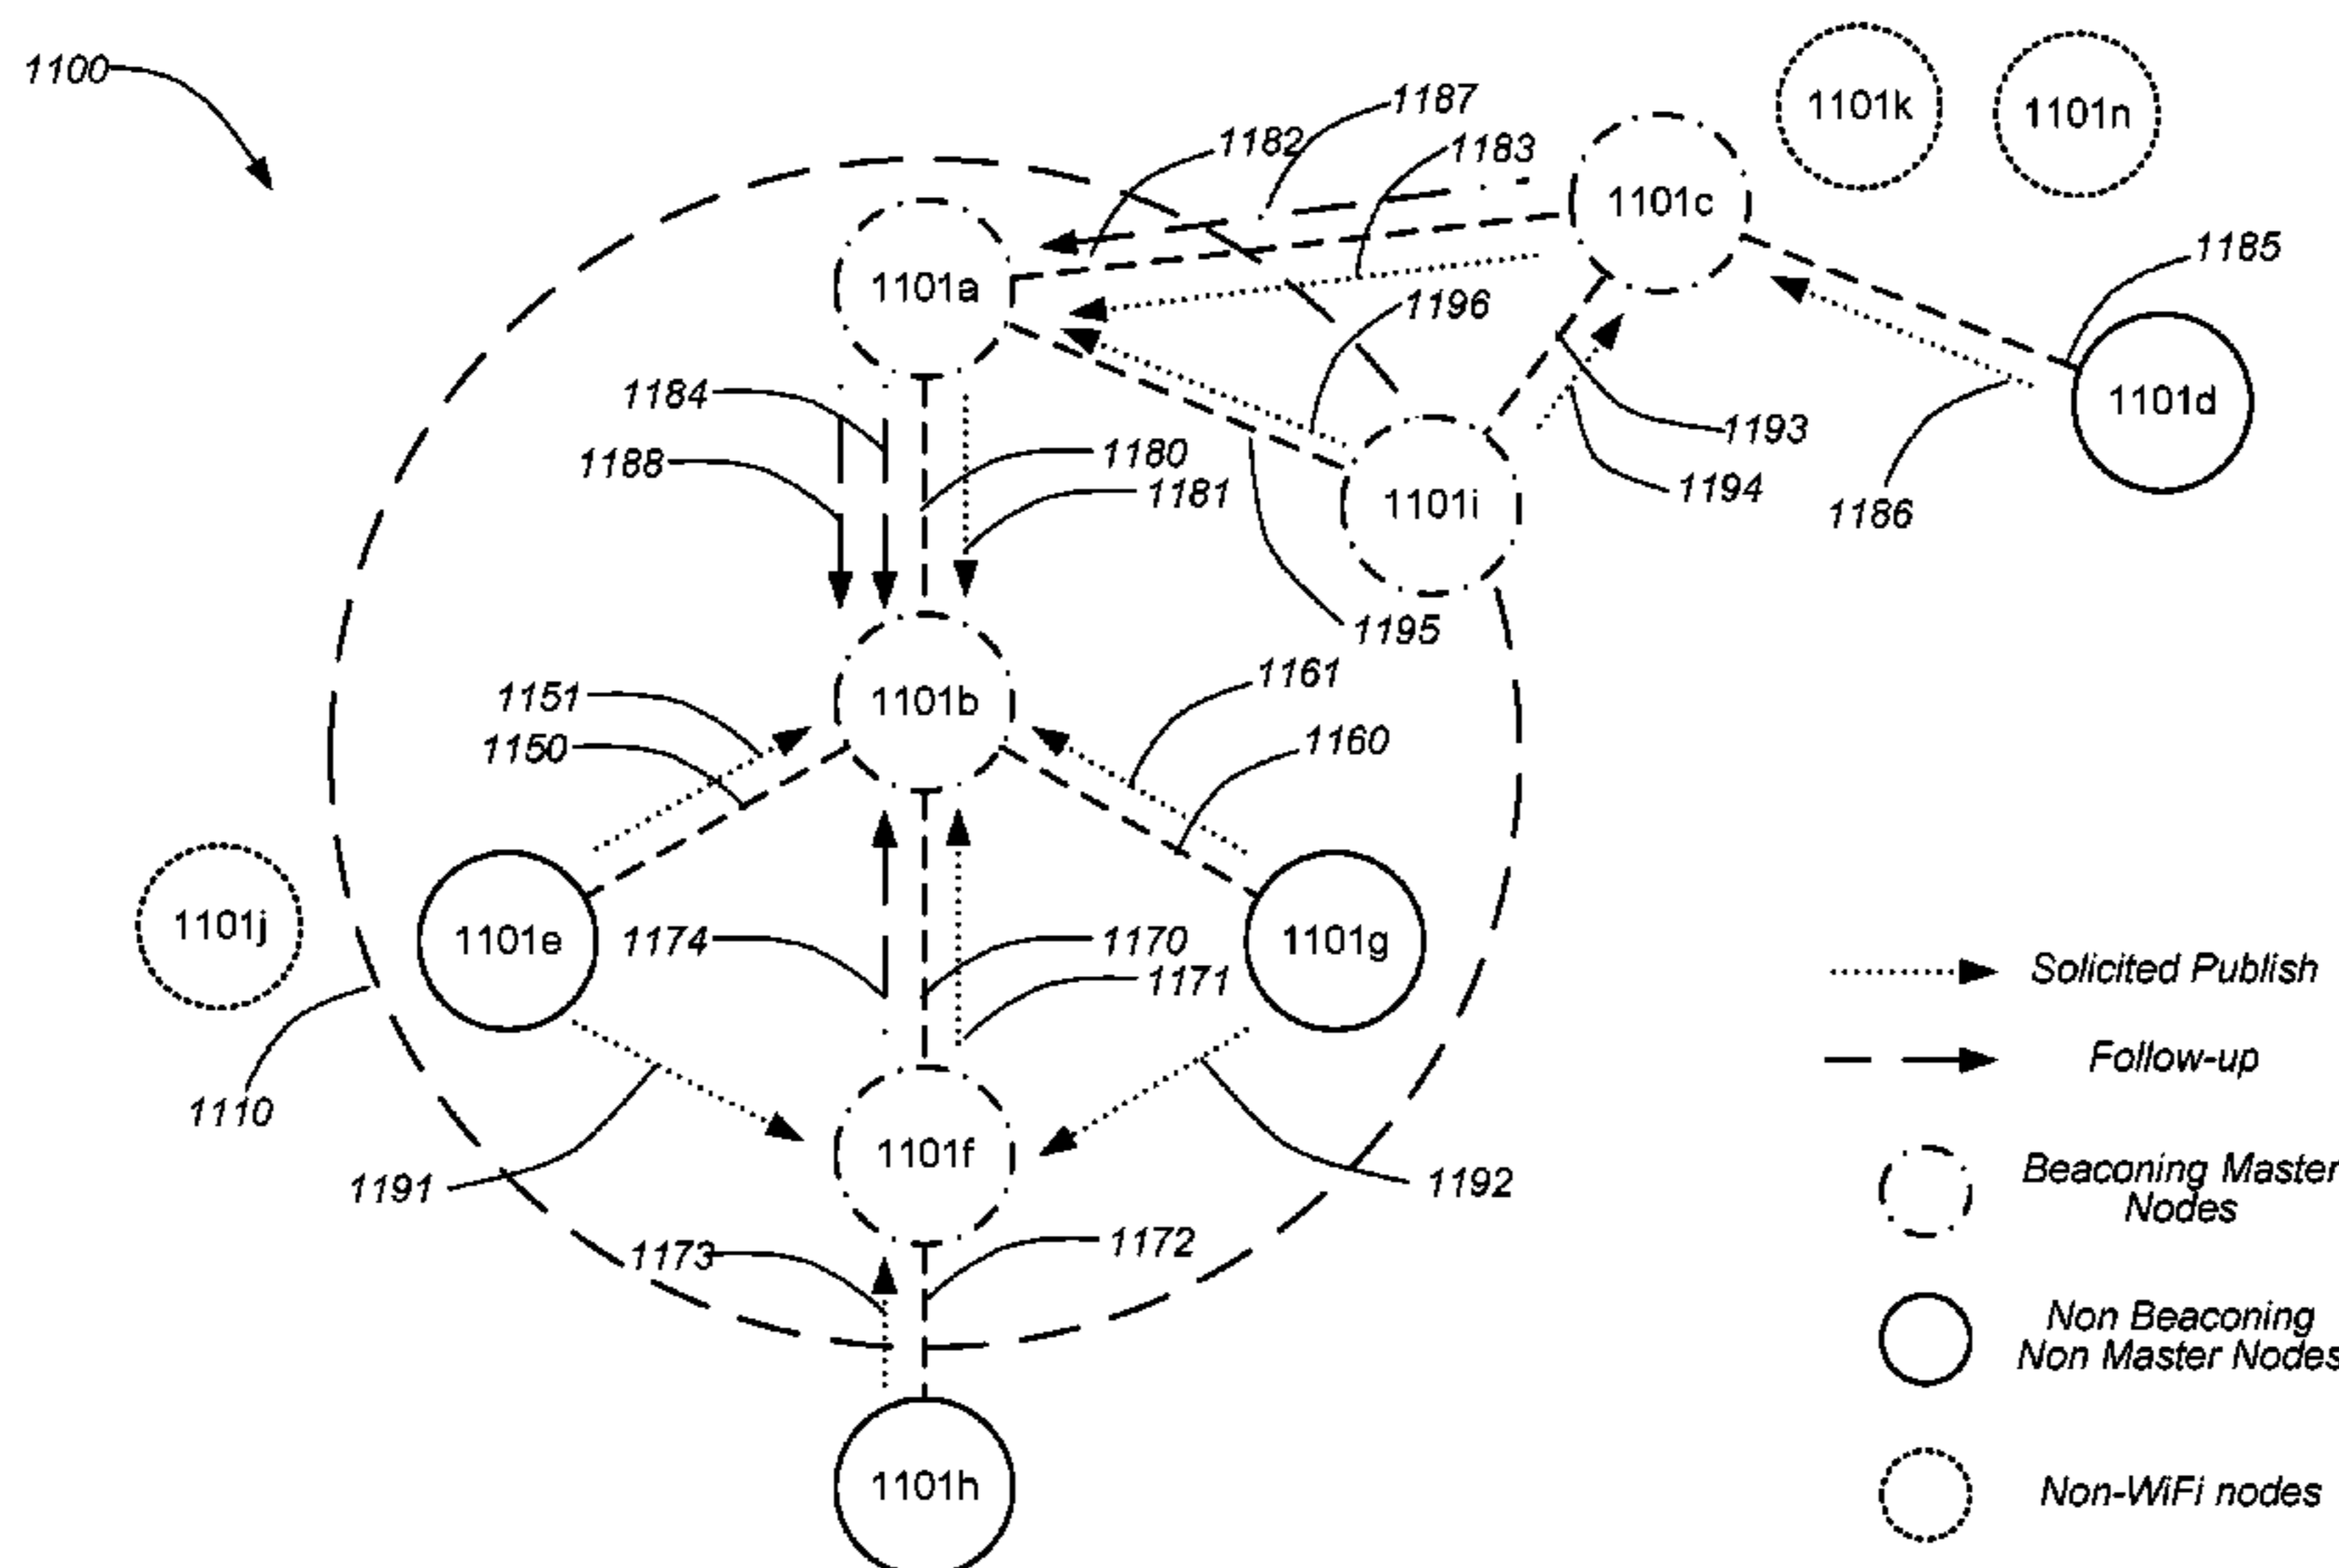 1100
1187
1182
1183
1101k
1101n
1101c
1185
1101a
1196
1184
1101d
1180
1193
1188
1181
1194
1186
1101i
1195
1151
1101b
1161
1150
1160
1101j
1101e
1174
1170
1101g
1171
Solicited Publish
Follow-up
1110
1101f
1191
1192
Beaconing Master
Nodes
1173
1172
Non Beaconing
Non Master Nodes
1101h
Non-WiFi nodes